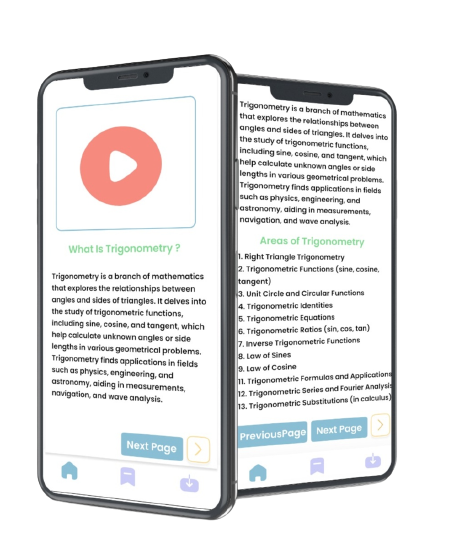 What Is Trigonometry ?
Trigonometry is a branch of mathematics
that explores the relationships between
angles and sides of triangles. It delves into
the study of trigonometric functions,
including sine, cosine, and tangent, which
help calculate unknown angles or side
lengths in various geometrical problems.
Trigonometry finds applications in fields
such as physics, engineering, and
astronomy, aiding in measurements,
navigation, and wave analysis.
Next Page
Trigonometry is a branch of mathematics
that explores the relationships between
angles and sides of triangles. It delves into
the study of trigonometric functions,
including sine, cosine, and tangent, which
help calculate unknown angles or side
lengths in various geometrical problems.
Trigonometry finds applications in fields
such as physics, engineering, and
astronomy, aiding in measurements,
navigation, and wave analysis.
Areas of Trigonometry
1. Right Triangle Trigonometry
2. Trigonometric Functions (sine, cosine,
tangent)
3. Unit Circle and Circular Functions
4. Trigonometric Identities
5. Trigonometric Equations
6. Trigonometric Ratios (sin, cos, tan)
7. Inverse Trigonometric Functions
8. Law of Sines
9. Law of Cosine
11. Trigonometric Formulas and Applications
12. Trigonometric Series and Fourier Analysis
13. Trigonometric Substitutions (in calculus)
PreviousPage
Next Page